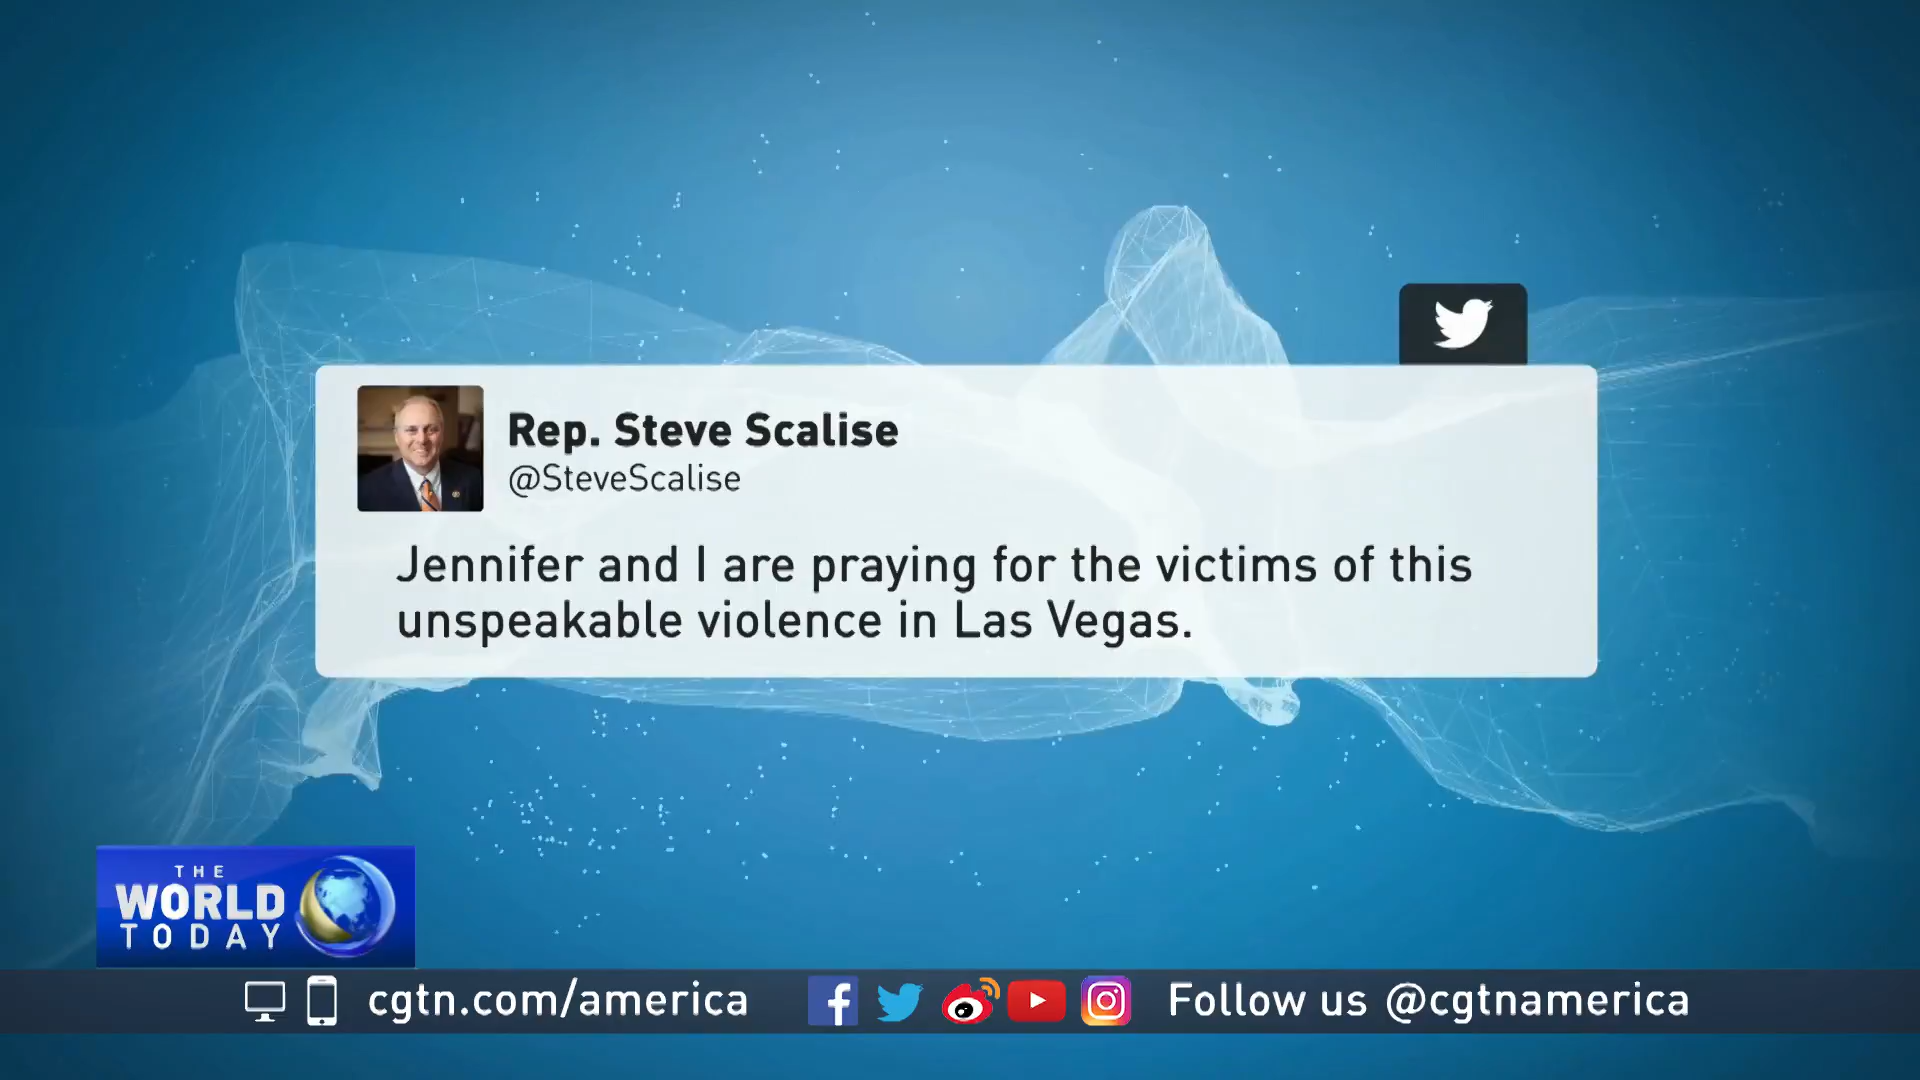 Rep. Steve Scalise
@SteveScalise
Jennifer and I are praying for the victims of this
unspeakable violence in Las Vegas.
THE
WORLD
TODAY
cgtn.com/america
Follow us @cgtnamerica